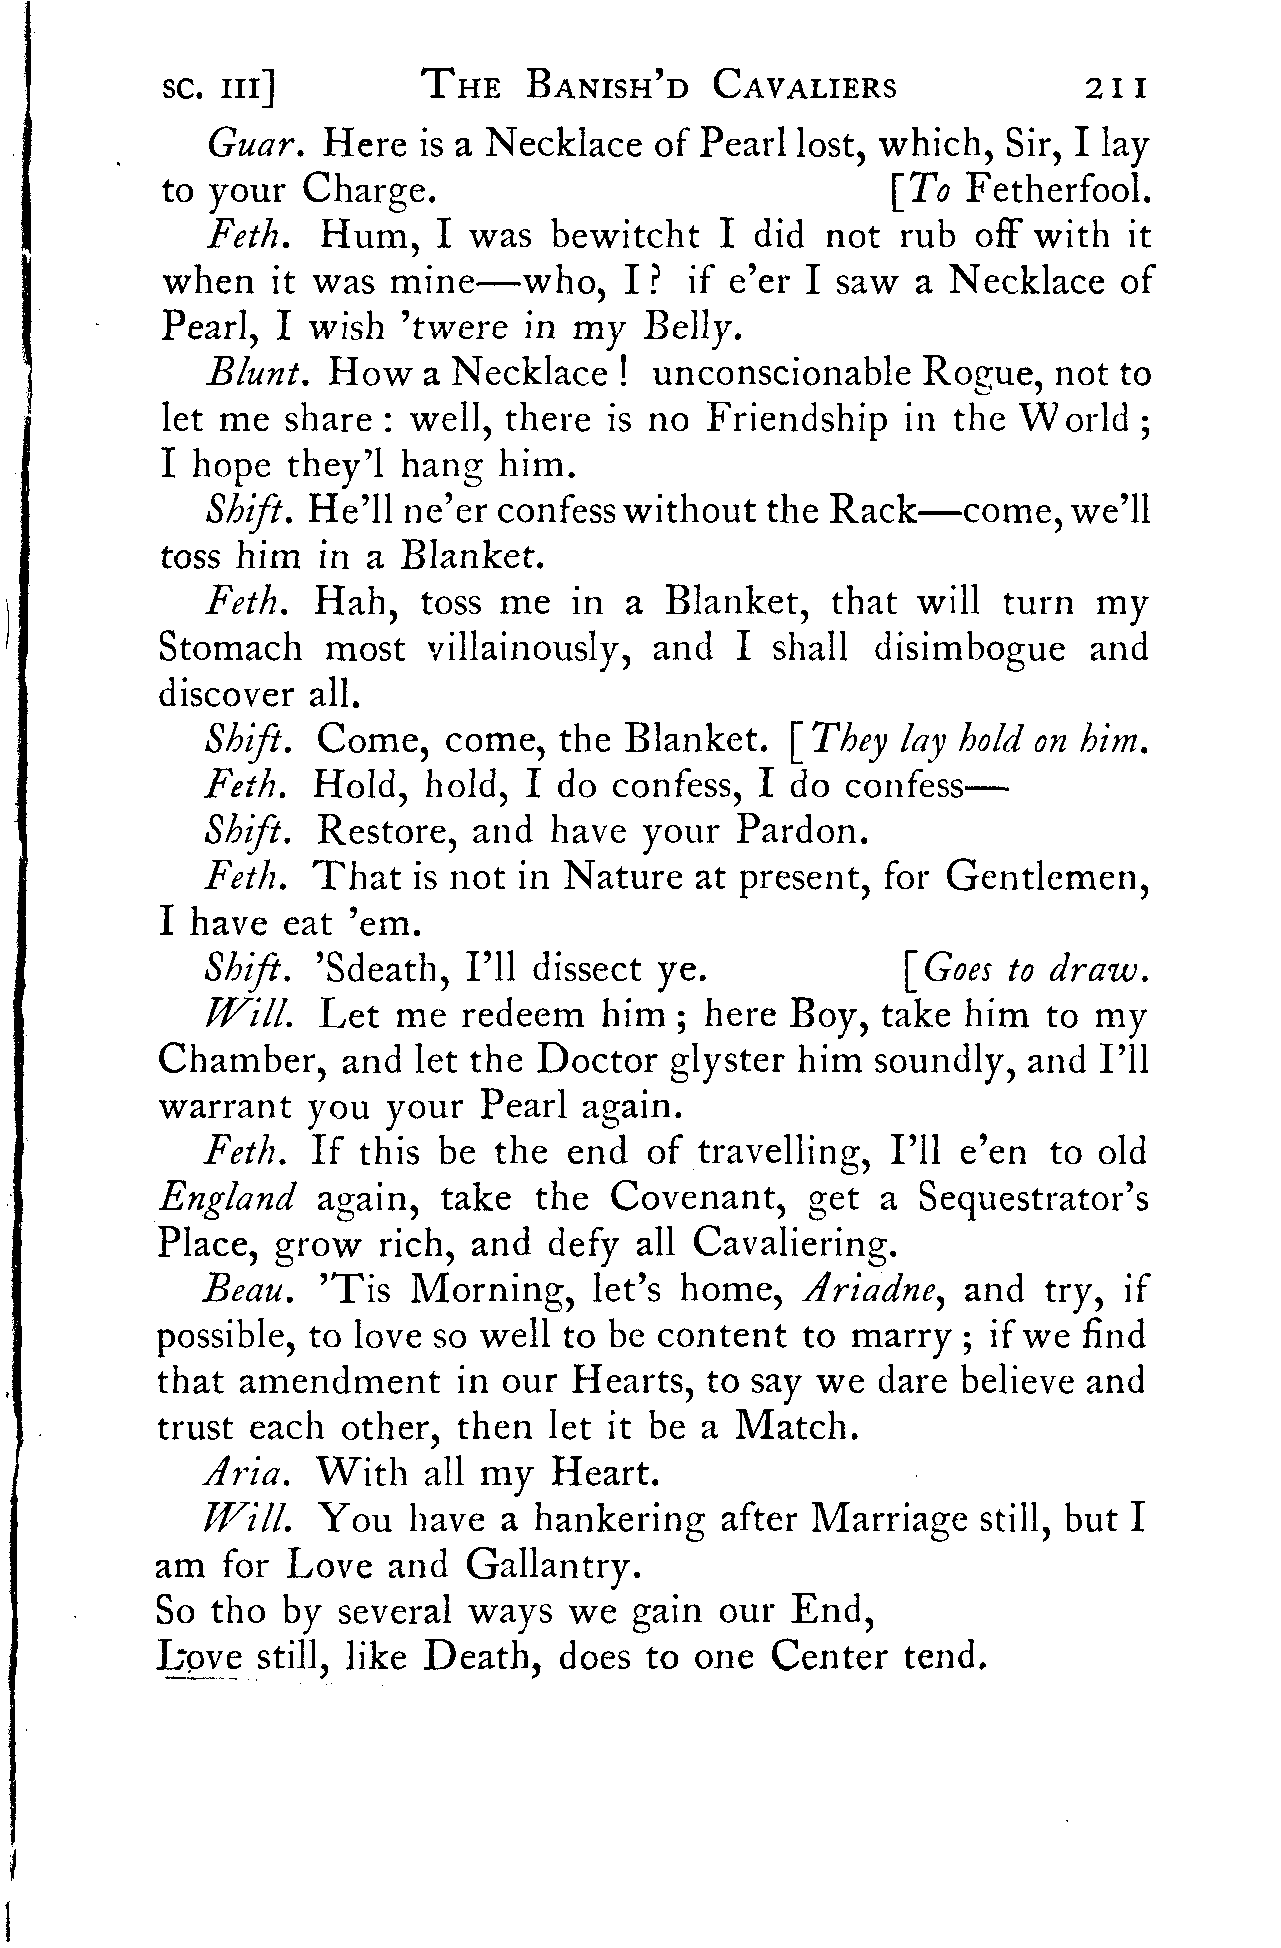 SC. III] THE BANISH'D CAVALIERS 211
Guar. Here is a Necklace of Pearl lost, which, Sir, I lay
to your Charge. [To Fetherfool.
Feth. Hum, I was bewitcht I did not rub off with it
when it was mine—who, I ? if e'er I saw a Necklace of
Pearl, I wish 'twere in my Belly.
Blunt. How a Necklace ! unconscionable Rogue, not to
let me share : well, there is no Friendship in the World ;
I hope they'l hang him.
Shift. He'll ne'er confess without the Rack—come, we'll
toss him in a Blanket.
Feth. Hah, toss me in a Blanket, that will turn my
Stomach most villainously, and I shall disimbogue and
discover all.
Shift. Come, come, the Blanket. [They lay hold on him.
Feth. Hold, hold, I do confess, I do confess—
Shift. Restore, and have your Pardon.
Feth. That is not in Nature at present, for Gentlemen,
I have eat 'em.
Shift. 'Sdeath, I'll dissect ye. [Goes to draw.
Will. Let me redeem him ; here Boy, take him to my
Chamber, and let the Doctor glyster him soundly, and I'll
warrant you your Pearl again.
Feth. If this be the end of travelling, I'll e'en to old
England again, take the Covenant, get a Sequestrator's
Place, grow rich, and defy all Cavaliering.
Beau. 'Tis Morning, let's home, Ariadne, and try, if
possible, to love so well to be content to marry ; if we find
that amendment in our Hearts, to say we dare believe and
trust each other, then let it be a Match.
Aria. With all my Heart.
Will. You have a hankering after Marriage still, but I
am for Love and Gallantry.
So tho by several ways we gain our End,
Love still, like Death, does to one Center tend.